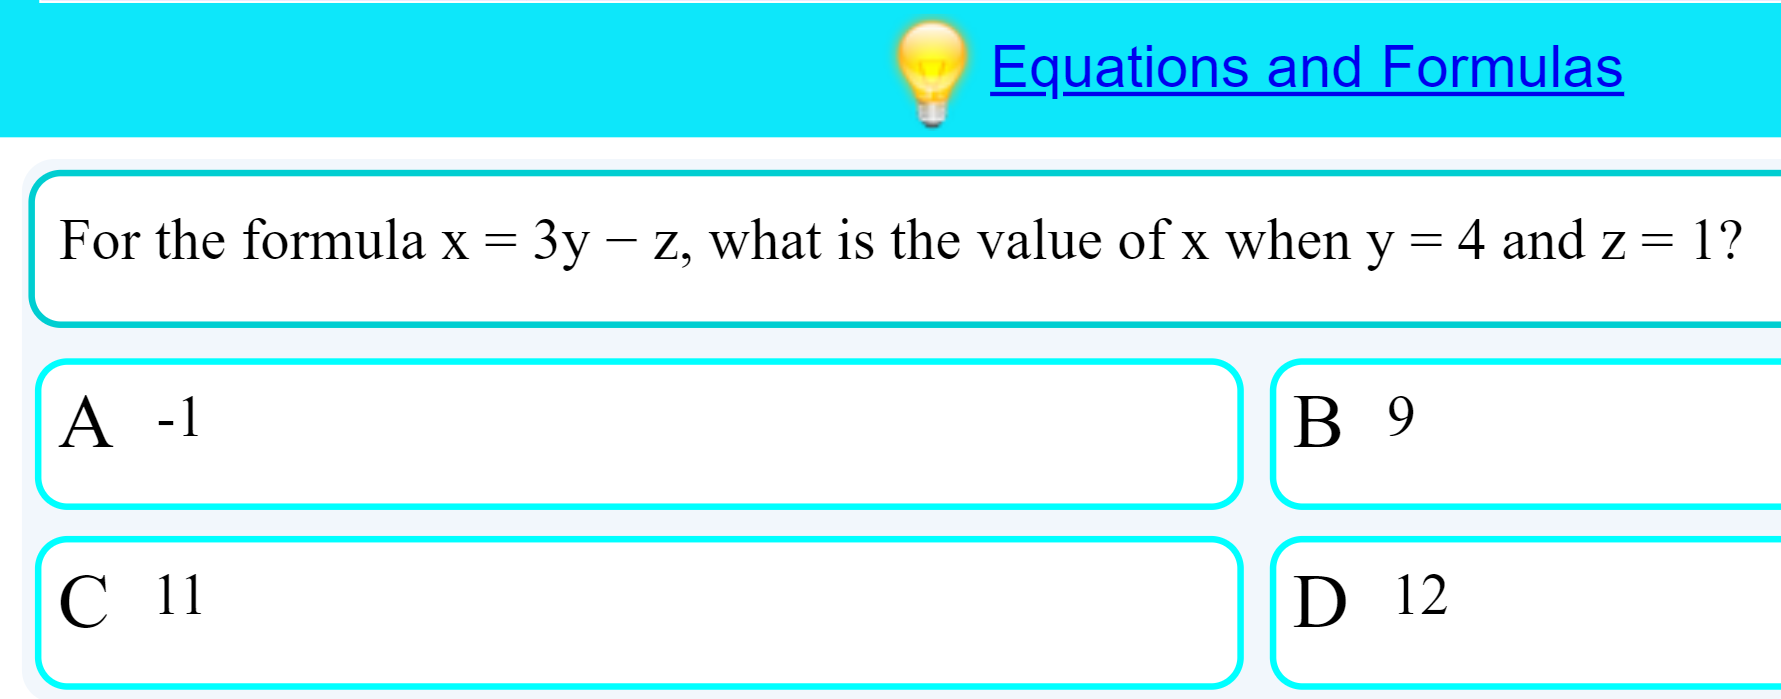 Equations and Formulas
For the formula x = 3y − z, what is the value of x when y = 4 and z = 1?
A -1
B 9
C 11
D 12